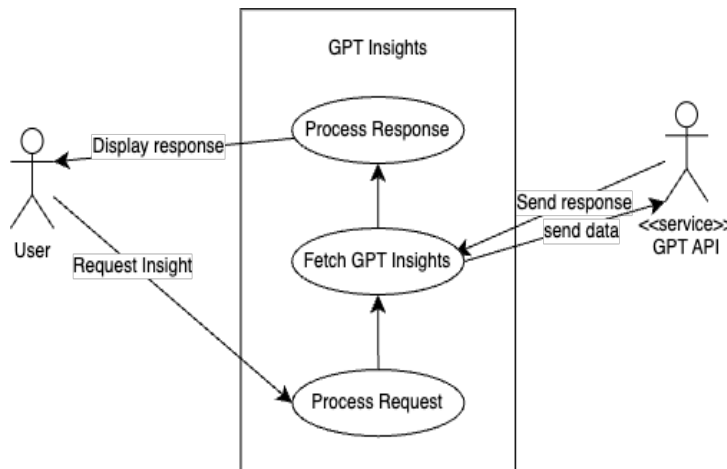 GPT Insights
Process Response
Display response
Send response
<<service>>
send data
GPT API
User
Request Insight
Fetch GPT Insights
Process Request